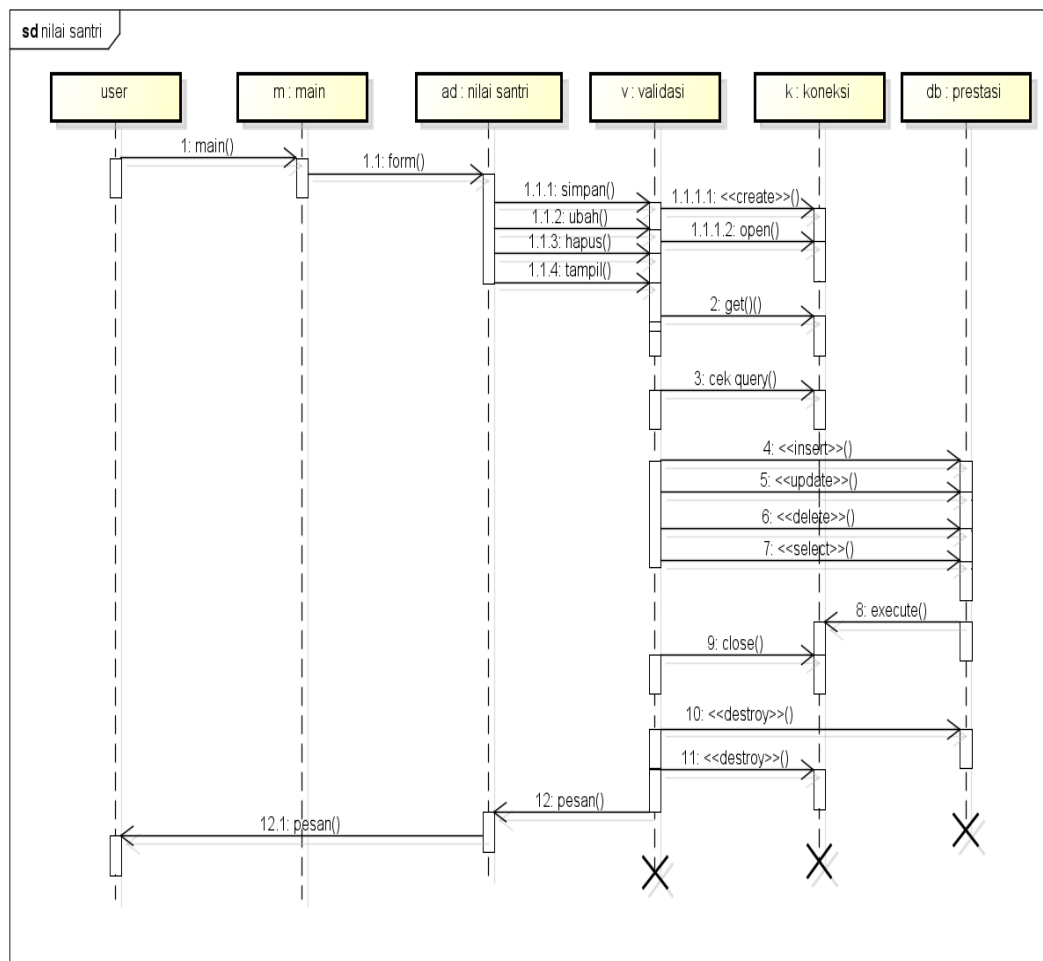 sd nilai santri
user
m : main
ad : nilai santri
v : validasi
k : koneksi
db : prestasi
1: main()
1.1: form()
1.1.1: simpan()
1.1.1.1: <<create>>()
1.1.2: ubah()
1.1.3: hapus()
1.1.1.2: open()
1.1.4: tampil()
2: get()()
3: cek query()
4: <<insert>>()
5: <<update>>()
6: <<delete>>()
7: <<select>>()
8: execute()
9: close()
10: <<destroy>>()
11: <<destroy>>()
12: pesan()
12.1: pesan()